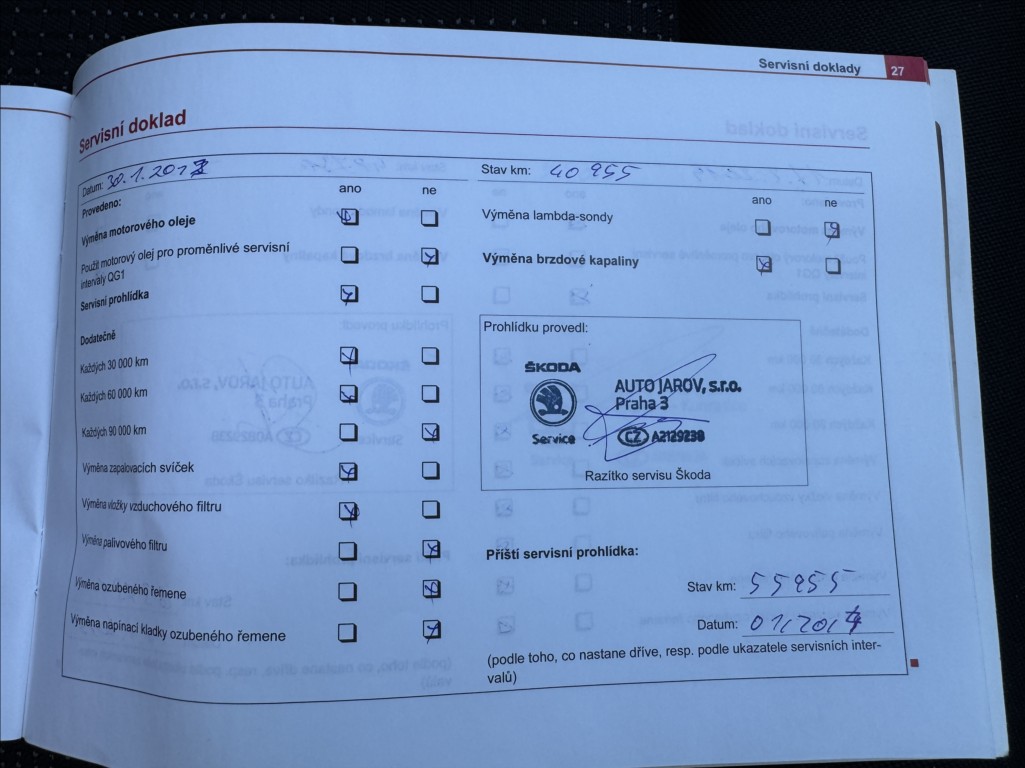 Servisní doklady 27
Servisní doklad
Datum: 30.1.201
Stav km: 40 955
ano ne
Provedeno:
Výměna motorového oleje
Použit motorový olej pro proměnlivé servisní
intervaly QG1
Servisní prohlídka
Dodatečně
Každých 30 000 km
Každých 60 000 km
Každých 90 000 km
Výměna zapalovacích svíček
Výměna vložky vzduchového filtru
Výměna palivového filtru
Výměna ozubeného řemene
Výměna napínací kladky ozubeného řemene
ano ne
Výměna lambda-sondy
Výměna brzdové kapaliny
Prohlídku provedl:
ŠKODA
Service
AUTO JAROV, s.r.o.
Praha 3
CZ A2129238
Razítko servisu Škoda
Příští servisní prohlídka:
Stav km: 55955
Datum:
(podle toho, co nastane dříve, resp. podle ukazatele servisních inter-
valů)